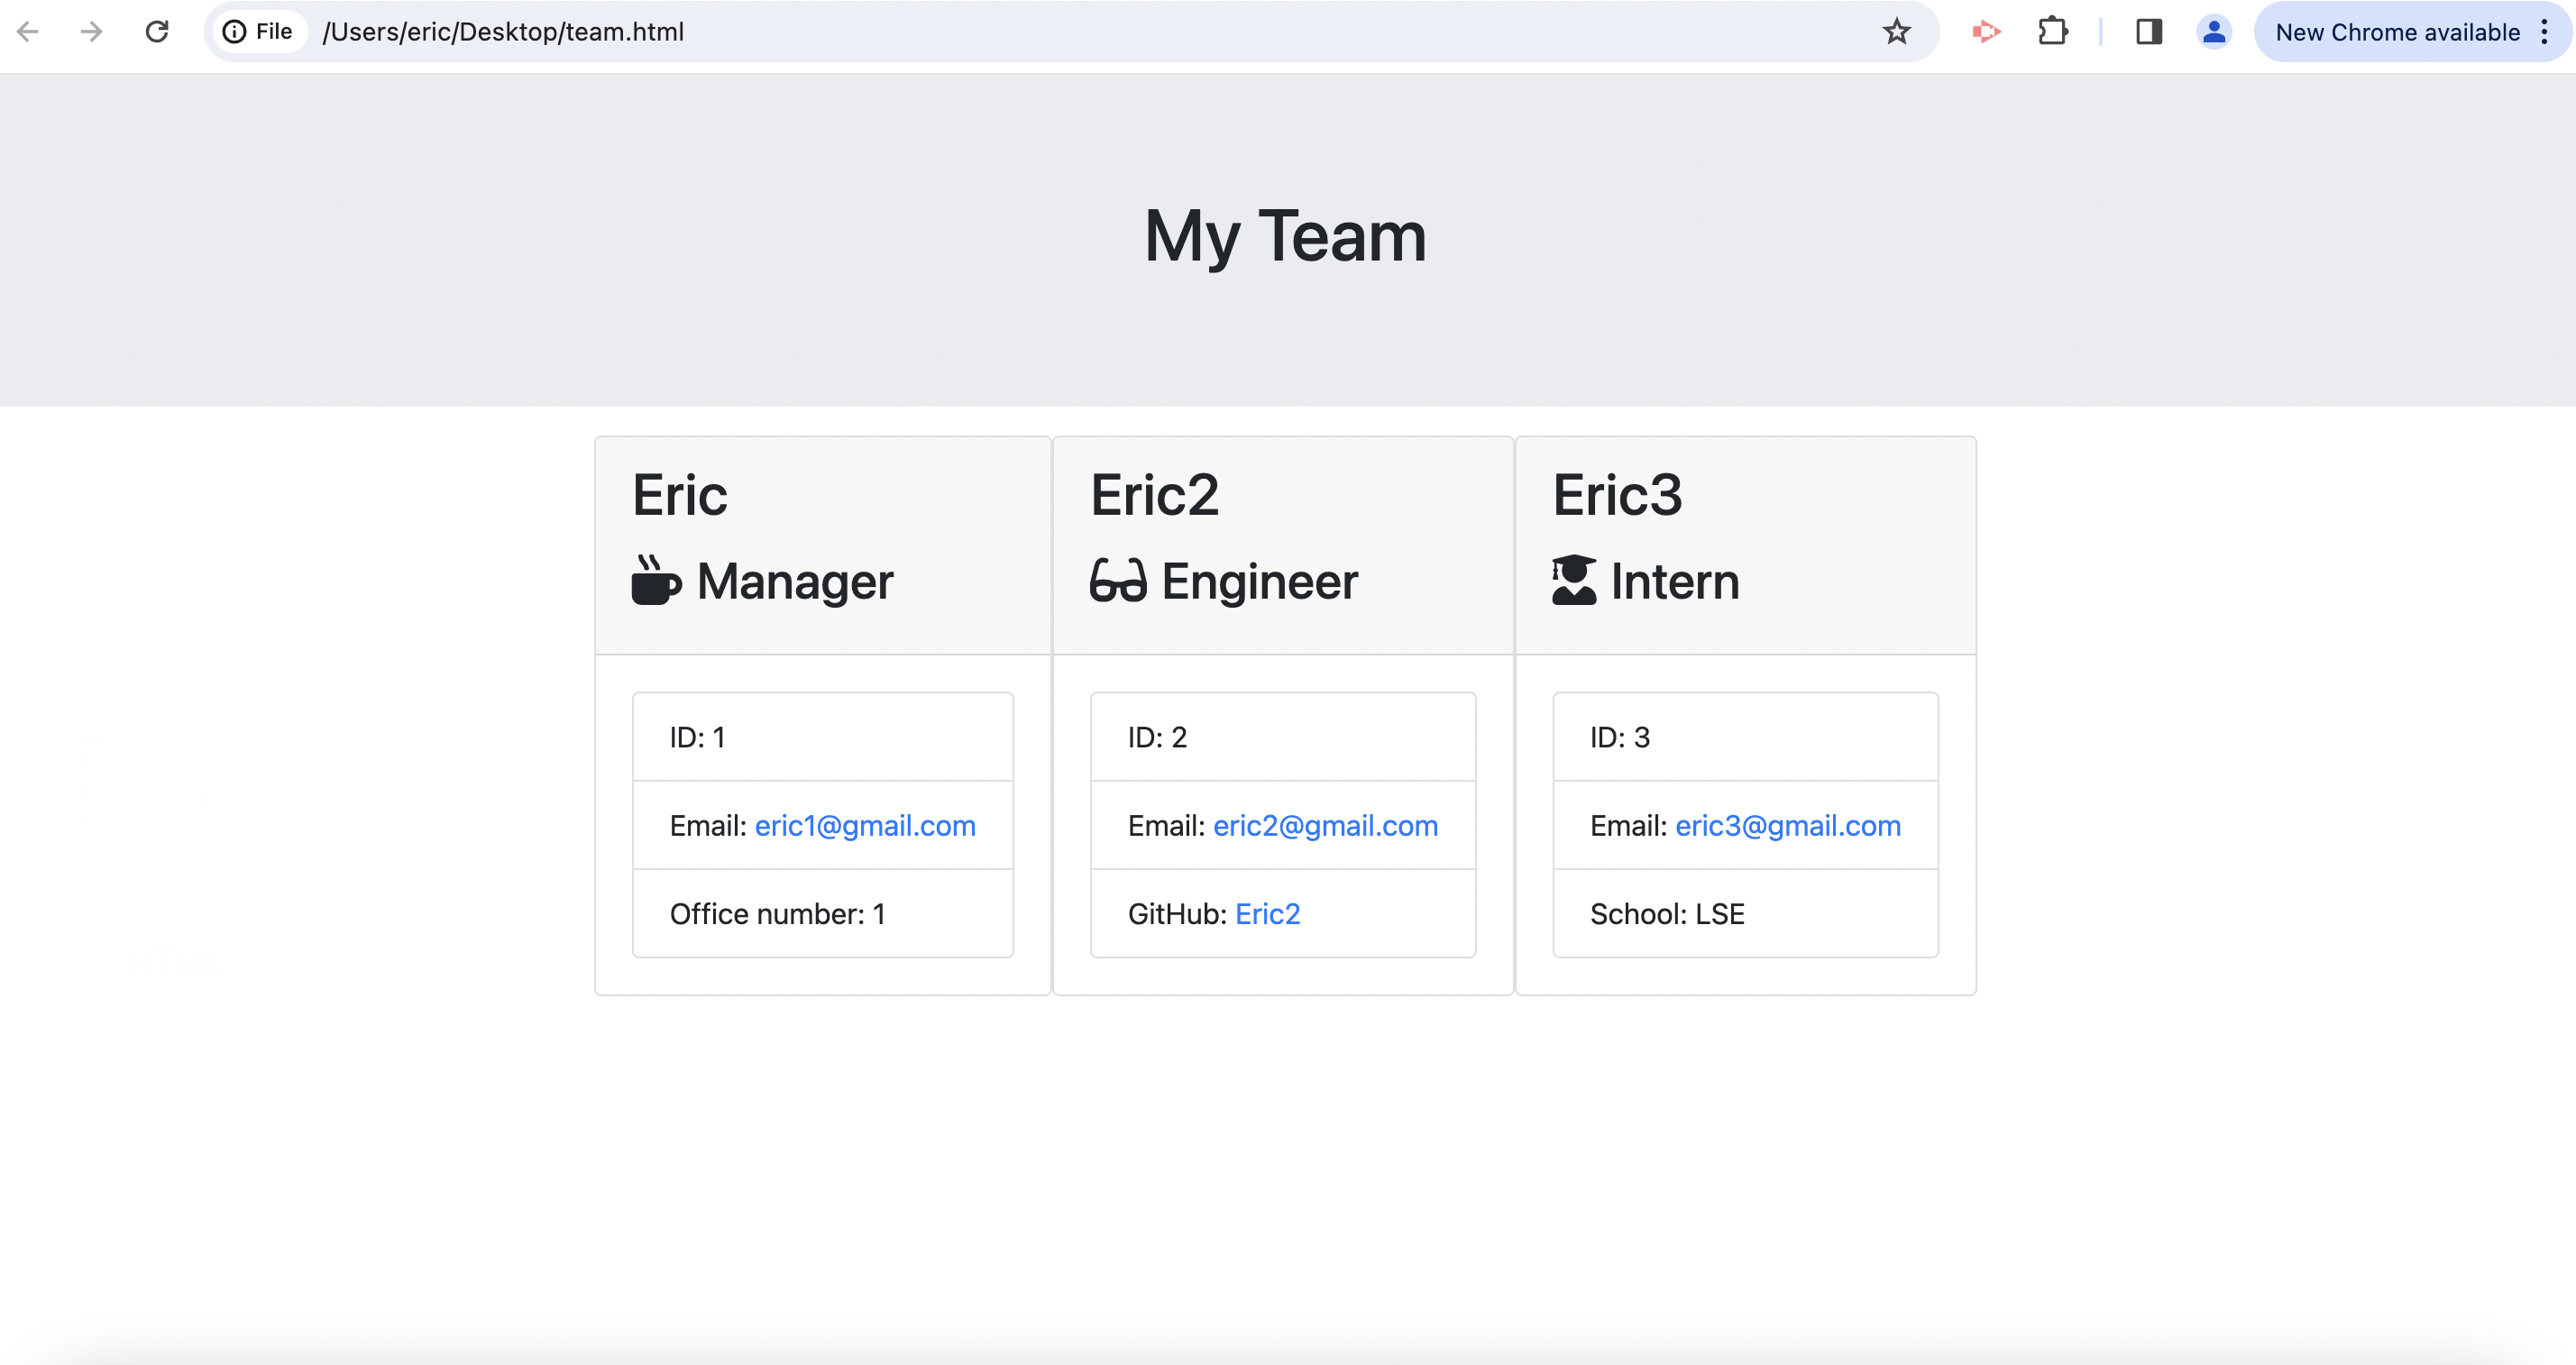 File /Users/eric/Desktop/team.html New Chrome available
My Team
Eric
Manager
ID: 1
Email: eric1@gmail.com
Office number: 1
Eric2
Engineer
ID: 2
Email: eric2@gmail.com
GitHub: Eric2
Eric3
Intern
ID: 3
Email: eric3@gmail.com
School: LSE